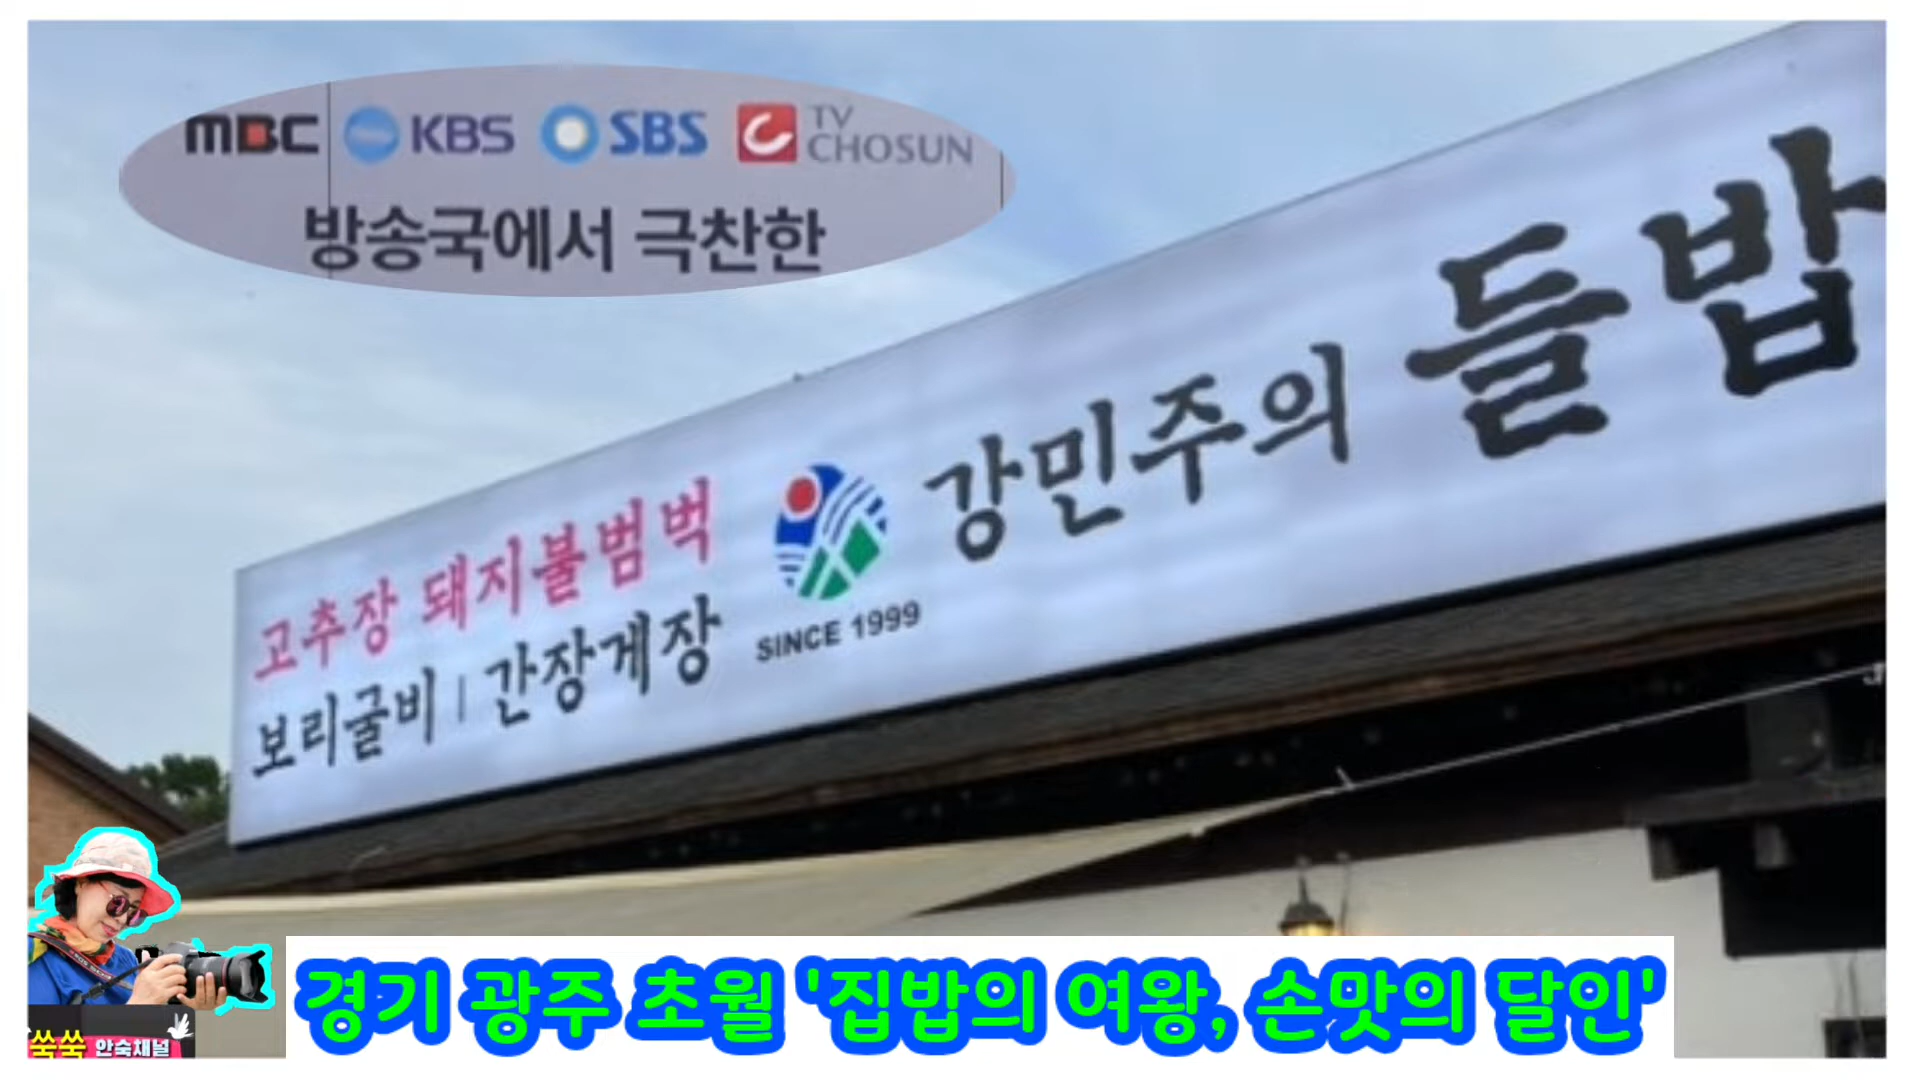 MBC KBS SBS TV CHOSUN
방송국에서 극찬한
고추장 돼지불범벅
보리굴비 | 간장게장
SINCE 1999
강민주의 들밥
경기 광주 초월 '집밥의 여왕, 손맛의 달인'
쑥쑥 안숙채널